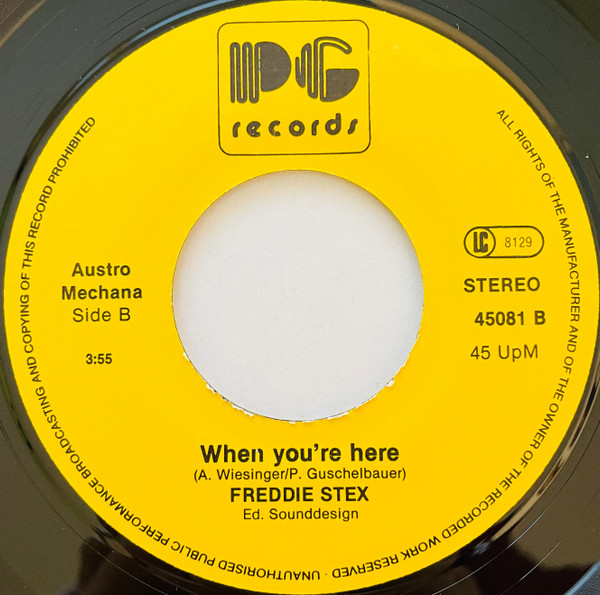 PG
records
ALL RIGHTS OF THE MANUFACTURER AND OF THE OWNER OF THE RECORDED WORK RESERVED · UNAUTHORISED PUBLIC PERFORMANCE BROADCASTING AND COPYING OF THIS RECORD PROHIBITED
Austro
Mechana
Side B
3:55
LC 8129
STEREO
45081 B
45 UpM
When you're here
(A. Wiesinger/P. Guschelbauer)
FREDDIE STEX
Ed. Sounddesign